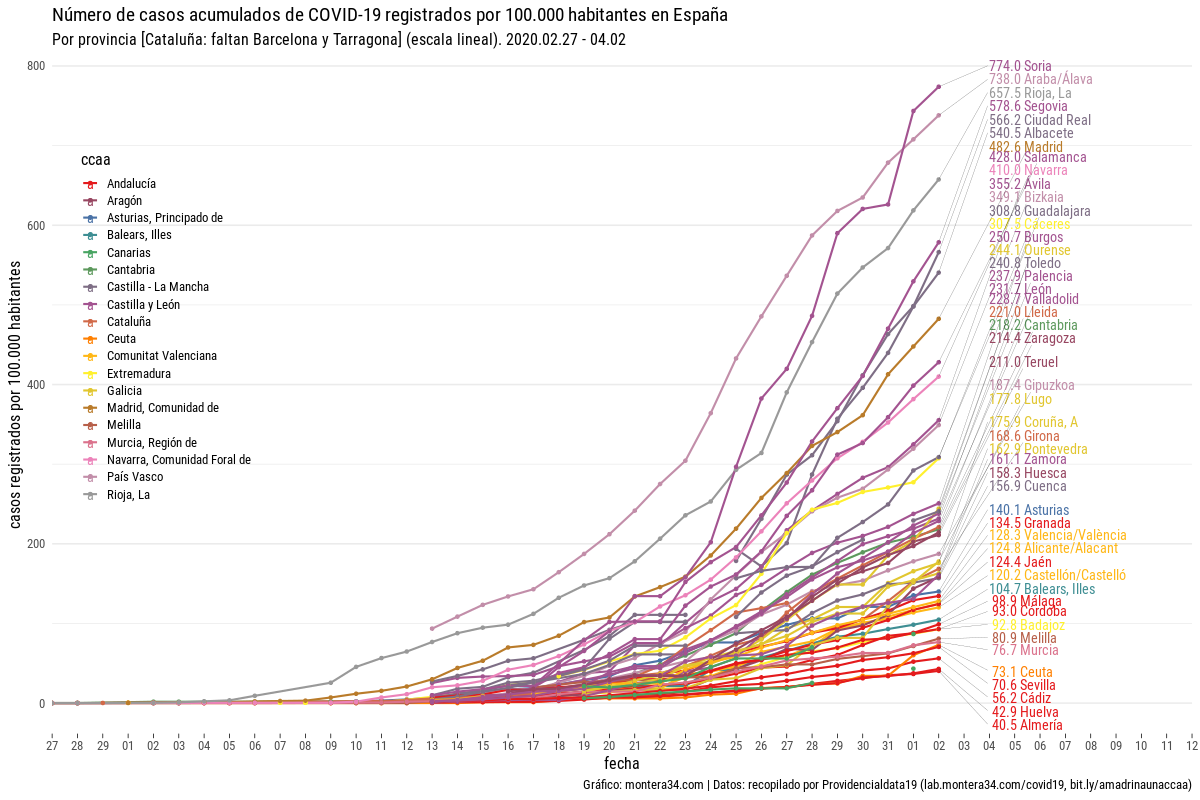 Número de casos acumulados de COVID-19 registrados por 100.000 habitantes en España
Por provincia [Cataluña: faltan Barcelona y Tarragona] (escala lineal). 2020.02.27 - 04.02
casos registrados por 100.000 habitantes
800
600
400
200
0
ccaa
Andalucía
Aragón
Asturias, Principado de
Balears, Illes
Canarias
Cantabria
Castilla - La Mancha
Castilla y León
Cataluña
Ceuta
Comunitat Valenciana
Extremadura
Galicia
Madrid, Comunidad de
Melilla
Murcia, Región de
Navarra, Comunidad Foral de
País Vasco
Rioja, La
774.0 Soria
738.0 Araba/Álava
657.5 Rioja, La
578.6 Segovia
566.2 Ciudad Real
540.5 Albacete
482.6 Madrid
428.0 Salamanca
410.0 Navarra
355.2 Ávila
349.1 Bizkaia
308.8 Guadalajara
307.5 Cáceres
250.7 Burgos
244.1 Ourense
240.8 Toledo
237.9 Palencia
231.7 León
228.7 Valladolid
221.0 Lleida
218.2 Cantabria
214.4 Zaragoza
211.0 Teruel
187.4 Gipuzkoa
177.8 Lugo
175.9 Coruña, A
168.6 Girona
162.9 Pontevedra
161.1 Zamora
158.3 Huesca
156.9 Cuenca
140.1 Asturias
134.5 Granada
128.3 Valencia/València
124.8 Alicante/Alacant
124.4 Jaén
120.2 Castellón/Castelló
104.7 Balears, Illes
98.9 Málaga
93.0 Córdoba
92.8 Badajoz
80.9 Melilla
76.7 Murcia
73.1 Ceuta
70.6 Sevilla
56.2 Cádiz
42.9 Huelva
40.5 Almería
27 28 29 01 02 03 04 05 06 07 08 09 10 11 12 13 14 15 16 17 18 19 20 21 22 23 24 25 26 27 28 29 30 31 01 02 03 04 05 06 07 08 09 10 11 12
fecha
Gráfico: montera34.com | Datos: recopilado por Providencialdata19 (lab.montera34.com/covid19, bit.ly/amadrinaunaccaa)